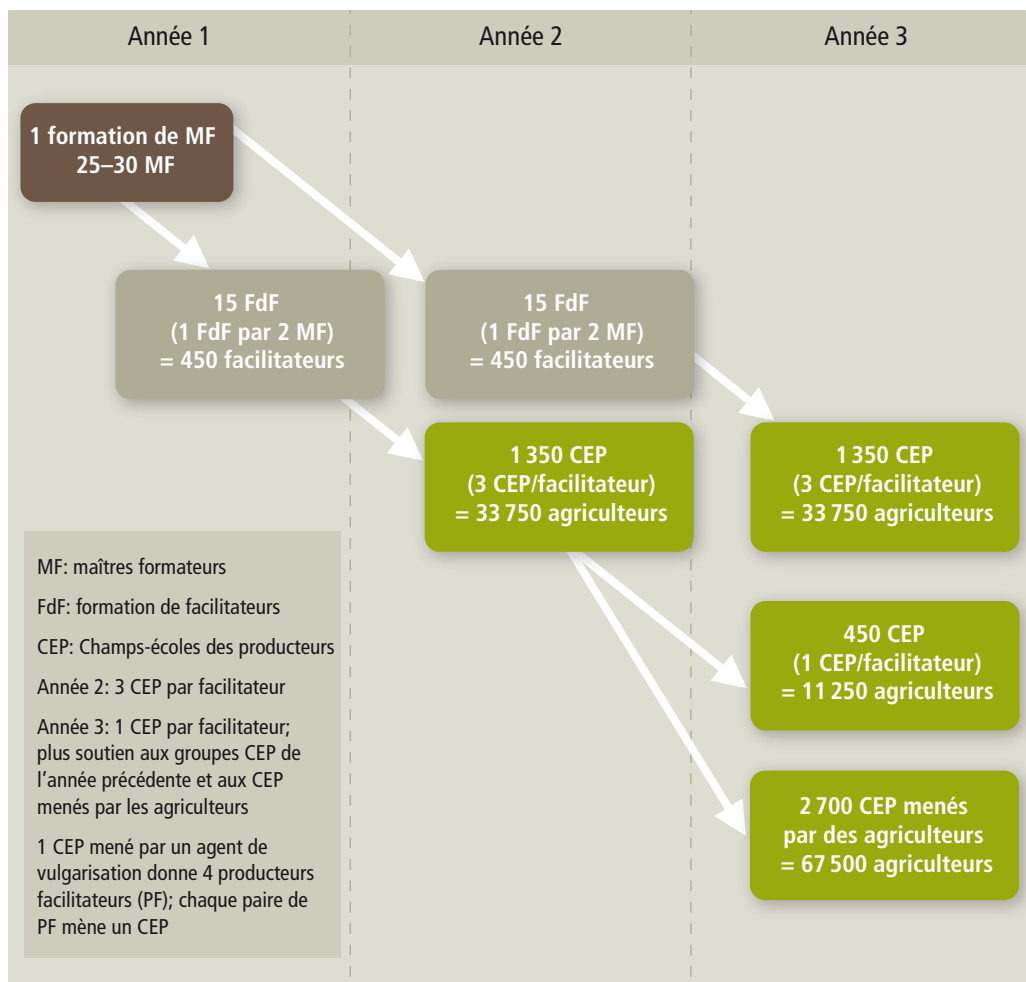 Année 1
Année 2
Année 3
1 formation de MF
25–30 MF
15 FdF
(1 FdF par 2 MF)
= 450 facilitateurs
15 FdF
(1 FdF par 2 MF)
= 450 facilitateurs
1 350 CEP
(3 CEP/facilitateur)
= 33 750 agriculteurs
1 350 CEP
(3 CEP/facilitateur)
= 33 750 agriculteurs
450 CEP
(1 CEP/facilitateur)
= 11 250 agriculteurs
2 700 CEP menés
par des agriculteurs
= 67 500 agriculteurs
MF: maîtres formateurs
FdF: formation de facilitateurs
CEP: Champs-écoles des producteurs
Année 2: 3 CEP par facilitateur
Année 3: 1 CEP par facilitateur;
plus soutien aux groupes CEP de
l'année précédente et aux CEP
menés par les agriculteurs
1 CEP mené par un agent de
vulgarisation donne 4 producteurs
facilitateurs (PF); chaque paire de
PF mène un CEP